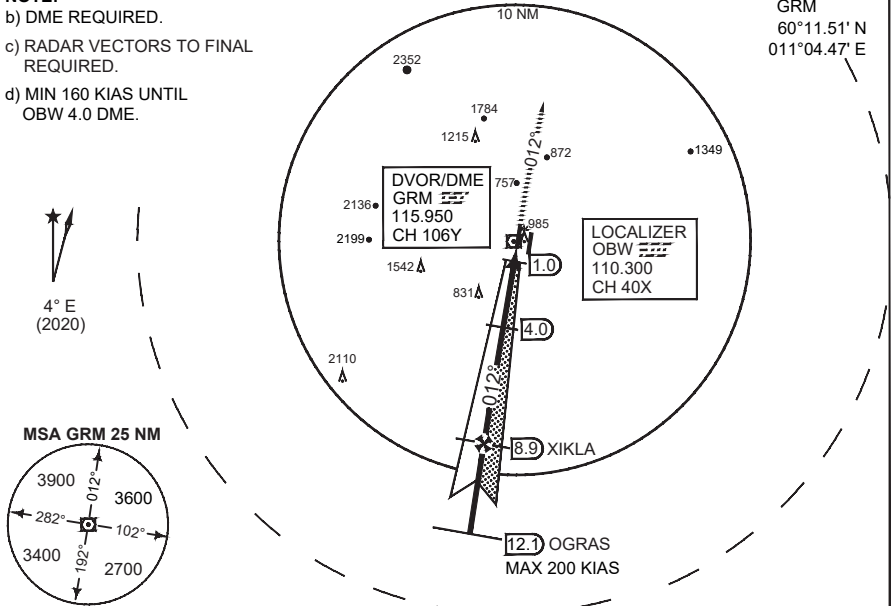 NOTE:
b) DME REQUIRED.
c) RADAR VECTORS TO FINAL
REQUIRED.
d) MIN 160 KIAS UNTIL
OBW 4.0 DME.
10 NM
GRM
60°11.51' N
011°04.47' E
2352
1784
1215
012°
872
1349
757
DVOR/DME
GRM
115.950
CH 106Y
2136
2199
985
LOCALIZER
OBW
110.300
CH 40X
1542
1.0
831
4.0
4° E
(2020)
2110
012°
8.9 XIKLA
MSA GRM 25 NM
3900
012°
3600
282°
102°
3400
192°
2700
12.1 OGRAS
MAX 200 KIAS